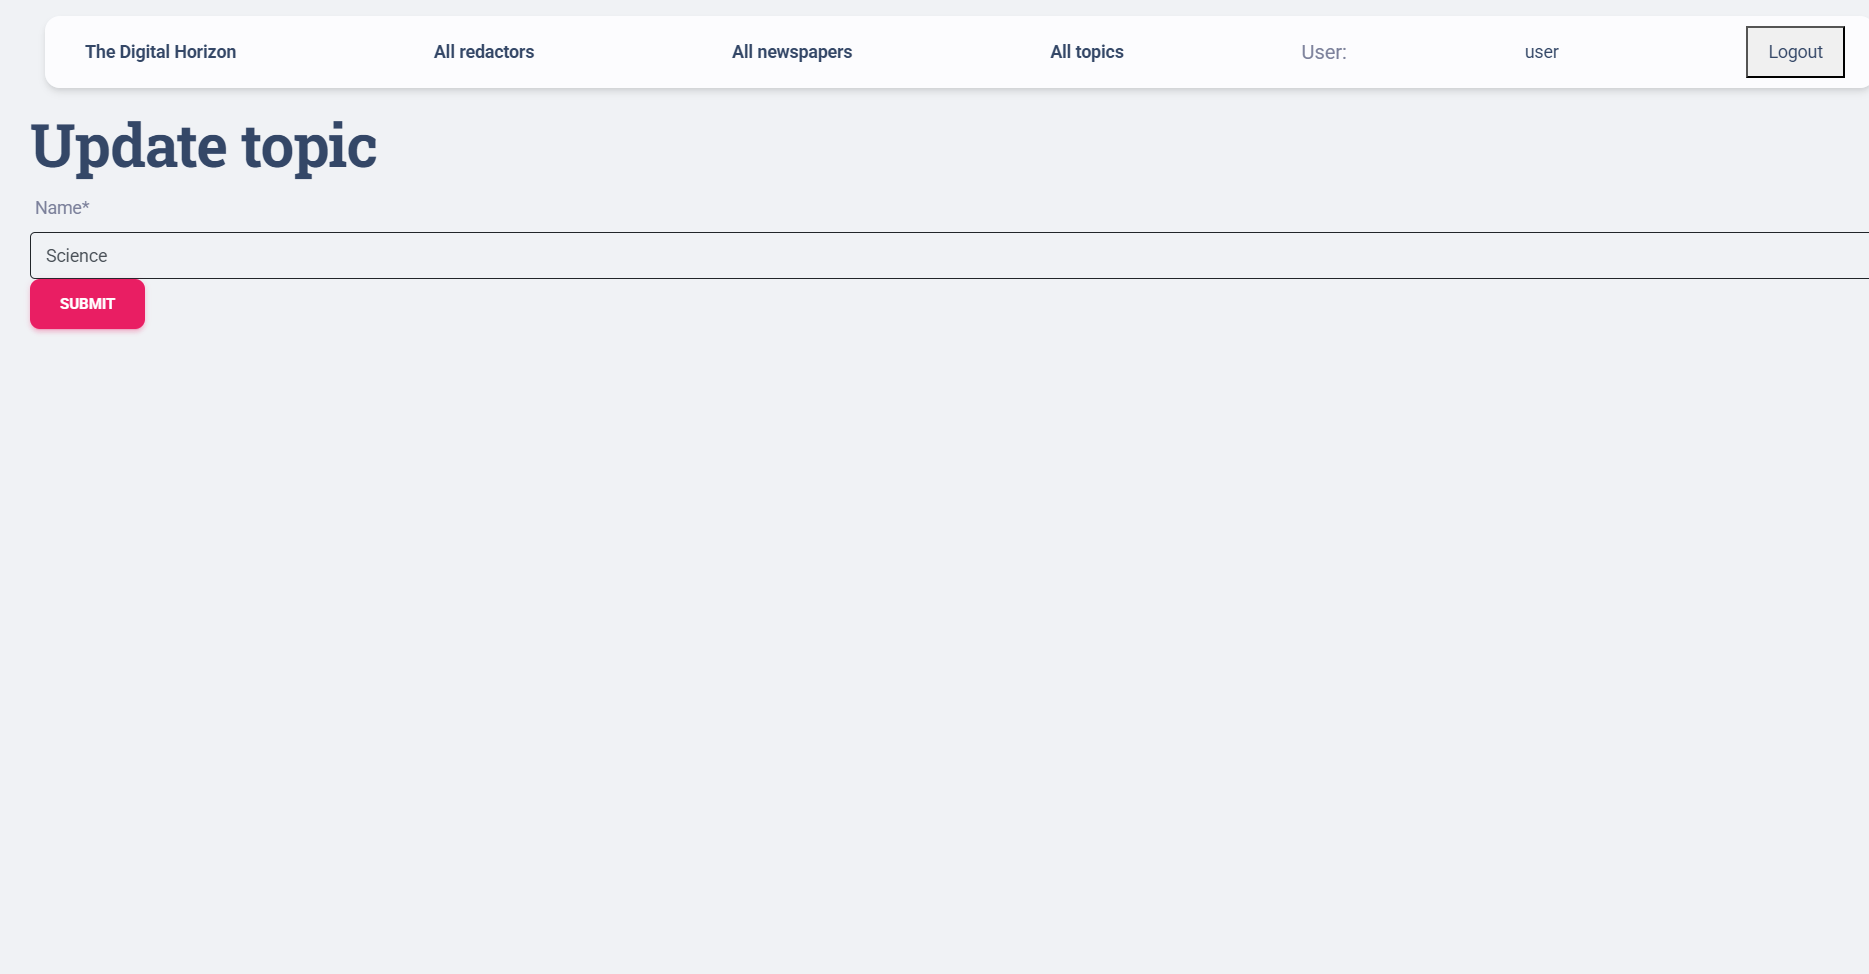 The Digital Horizon All redactors All newspapers All topics User: user Logout
Update topic
Name*
Science
SUBMIT